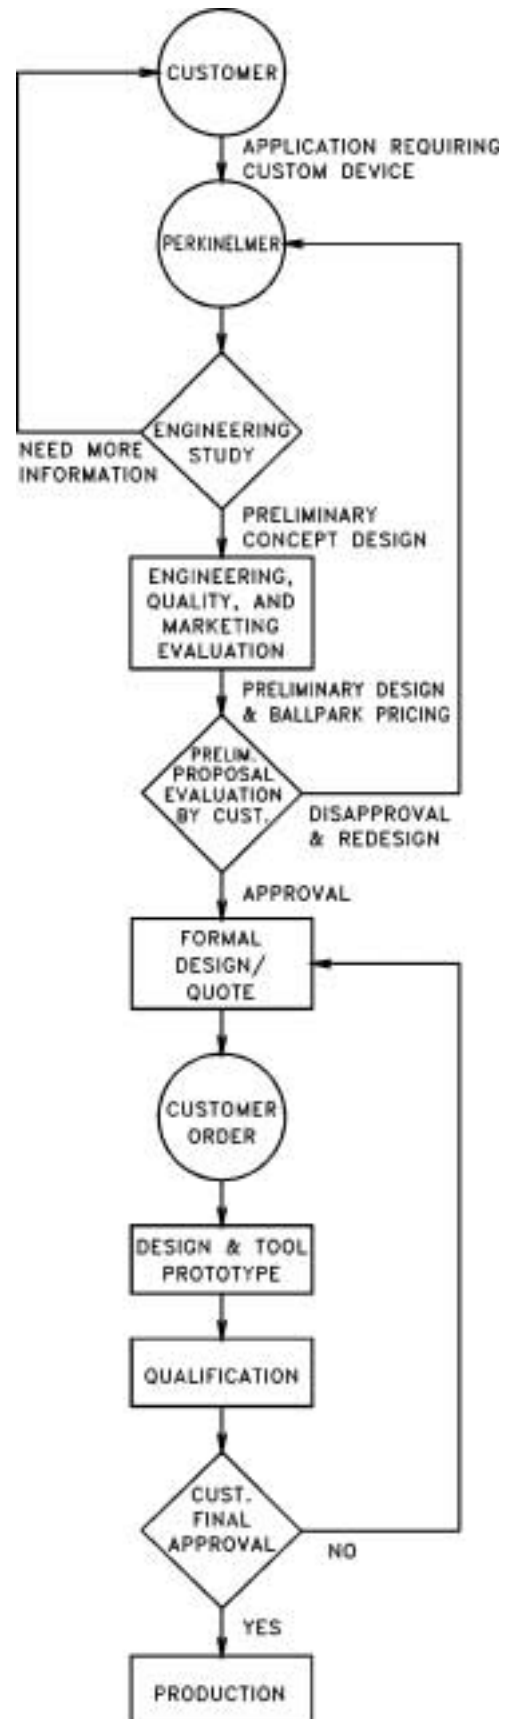 CUSTOMER
APPLICATION REQUIRING
CUSTOM DEVICE
PERKINELMER
ENGINEERING
STUDY
NEED MORE
INFORMATION
PRELIMINARY
CONCEPT DESIGN
ENGINEERING,
QUALITY, AND
MARKETING
EVALUATION
PRELIMINARY DESIGN
& BALLPARK PRICING
PRELIM.
PROPOSAL
EVALUATION
BY CUST.
DISAPPROVAL
& REDESIGN
APPROVAL
FORMAL
DESIGN/
QUOTE
CUSTOMER
ORDER
DESIGN & TOOL
PROTOTYPE
QUALIFICATION
CUST.
FINAL
APPROVAL
NO
YES
PRODUCTION